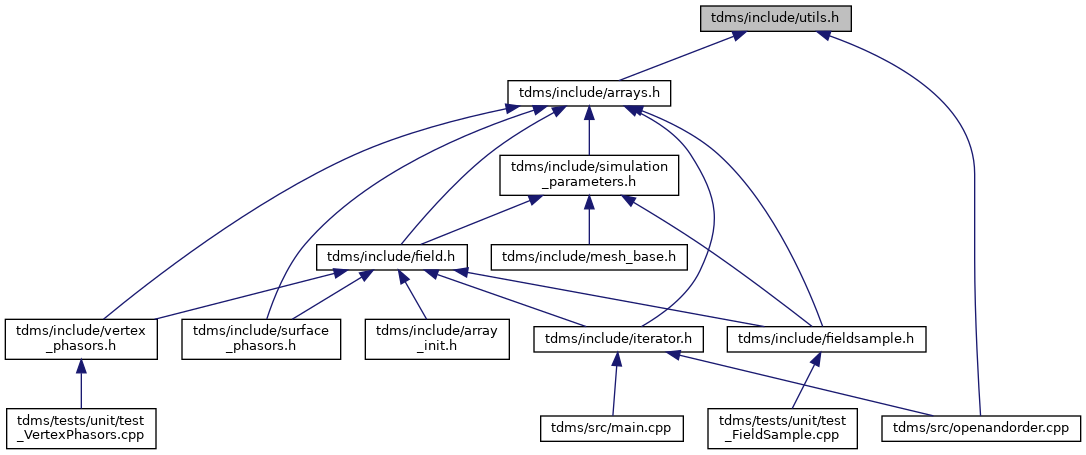 tdms/include/utils.h
tdms/include/arrays.h
tdms/include/simulation
_parameters.h
tdms/include/field.h
tdms/include/mesh_base.h
tdms/include/vertex
_phasors.h
tdms/include/surface
_phasors.h
tdms/include/array
_init.h
tdms/include/iterator.h
tdms/include/fieldsample.h
tdms/tests/unit/test
_VertexPhasors.cpp
tdms/src/main.cpp
tdms/tests/unit/test
_FieldSample.cpp
tdms/src/openandorder.cpp